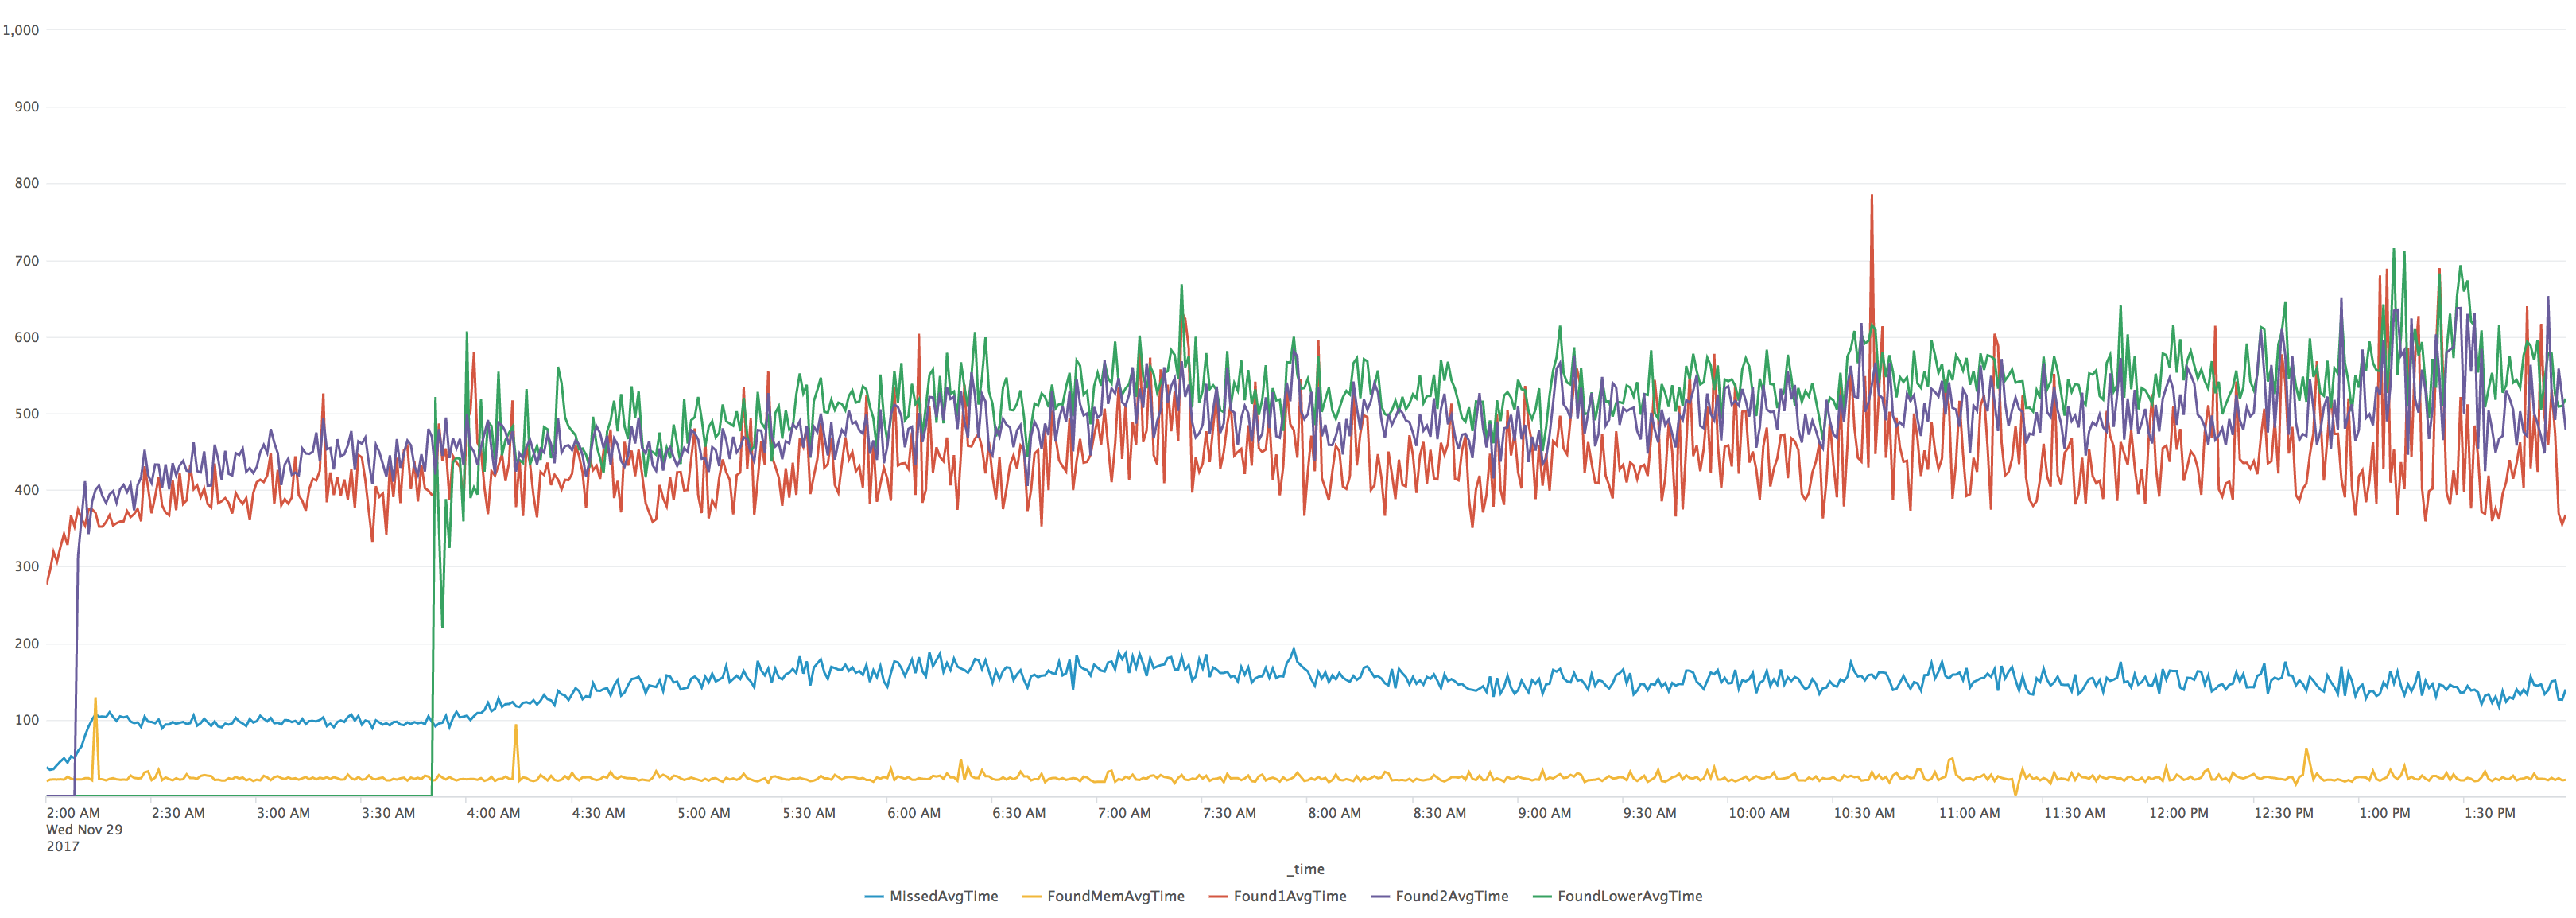 1,000
900
800
700
600
500
400
300
200
100
2:00 AM 2:30 AM 3:00 AM 3:30 AM 4:00 AM 4:30 AM 5:00 AM 5:30 AM 6:00 AM 6:30 AM 7:00 AM 7:30 AM 8:00 AM 8:30 AM 9:00 AM 9:30 AM 10:00 AM 10:30 AM 11:00 AM 11:30 AM 12:00 PM 12:30 PM 1:00 PM 1:30 PM
Wed Nov 29
2017
_time
MissedAvgTime FoundMemAvgTime Found1AvgTime Found2AvgTime FoundLowerAvgTime